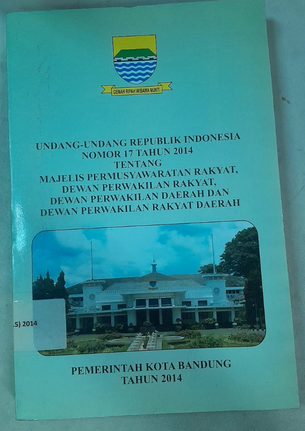 GEMAH RIPAH WIBAWA MUKTI
UNDANG-UNDANG REPUBLIK INDONESIA
NOMOR 17 TAHUN 2014
TENTANG
MAJELIS PERMUSYAWARATAN RAKYAT,
DEWAN PERWAKILAN RAKYAT,
DEWAN PERWAKILAN DAERAH DAN
DEWAN PERWAKILAN RAKYAT DAERAH
2014
PEMERINTAH KOTA BANDUNG
TAHUN 2014